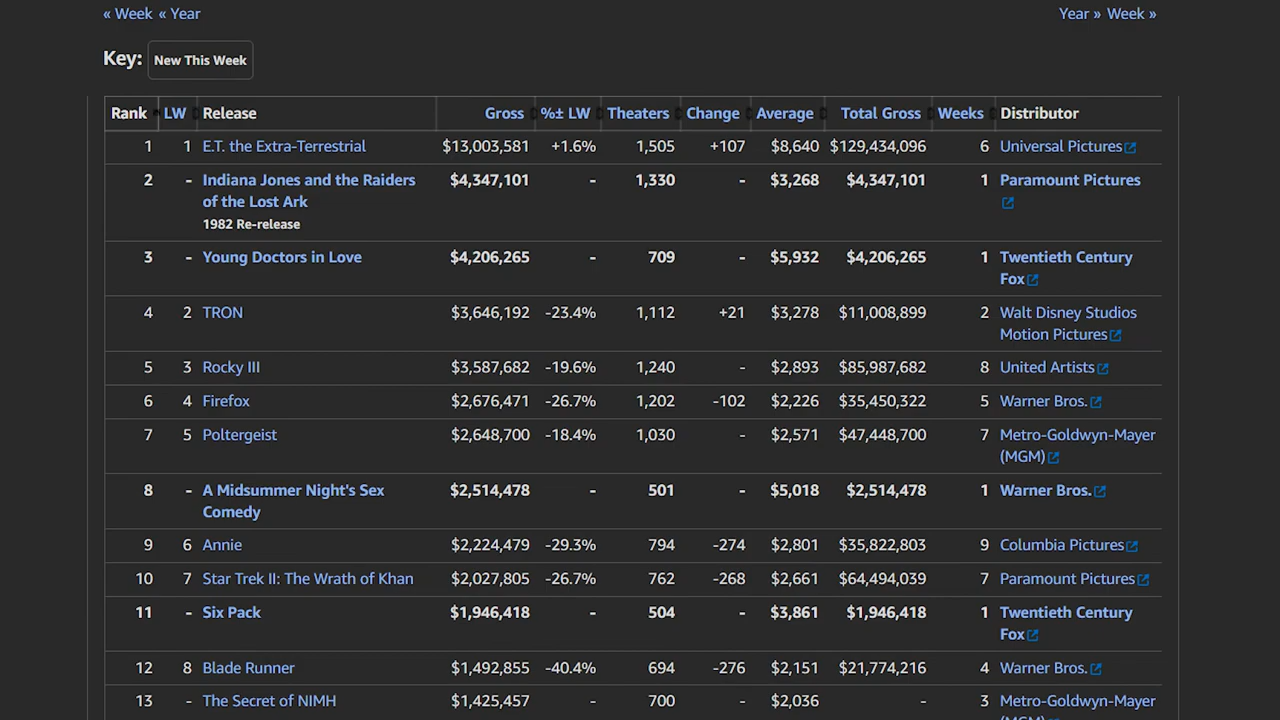 « Week « Year Year » Week »
Key: New This Week
Rank LW Release Gross %± LW Theaters Change Average Total Gross Weeks Distributor
1 1 E.T. the Extra-Terrestrial $13,003,581 +1.6% 1,505 +107 $8,640 $129,434,096 6 Universal Pictures
2 - Indiana Jones and the Raiders $4,347,101 - 1,330 - $3,268 $4,347,101 1 Paramount Pictures
of the Lost Ark
1982 Re-release
3 - Young Doctors in Love $4,206,265 - 709 - $5,932 $4,206,265 1 Twentieth Century
Fox
4 2 TRON $3,646,192 -23.4% 1,112 +21 $3,278 $11,008,899 2 Walt Disney Studios
Motion Pictures
5 3 Rocky III $3,587,682 -19.6% 1,240 - $2,893 $85,987,682 8 United Artists
6 4 Firefox $2,676,471 -26.7% 1,202 -102 $2,226 $35,450,322 5 Warner Bros.
7 5 Poltergeist $2,648,700 -18.4% 1,030 - $2,571 $47,448,700 7 Metro-Goldwyn-Mayer
(MGM)
8 - A Midsummer Night's Sex $2,514,478 - 501 - $5,018 $2,514,478 1 Warner Bros.
Comedy
9 6 Annie $2,224,479 -29.3% 794 -274 $2,801 $35,822,803 9 Columbia Pictures
10 7 Star Trek II: The Wrath of Khan $2,027,805 -26.7% 762 -268 $2,661 $64,494,039 7 Paramount Pictures
11 - Six Pack $1,946,418 - 504 - $3,861 $1,946,418 1 Twentieth Century
Fox
12 8 Blade Runner $1,492,855 -40.4% 694 -276 $2,151 $21,774,216 4 Warner Bros.
13 - The Secret of NIMH $1,425,457 - 700 - $2,036 - 3 Metro-Goldwyn-Mayer
(MGM)